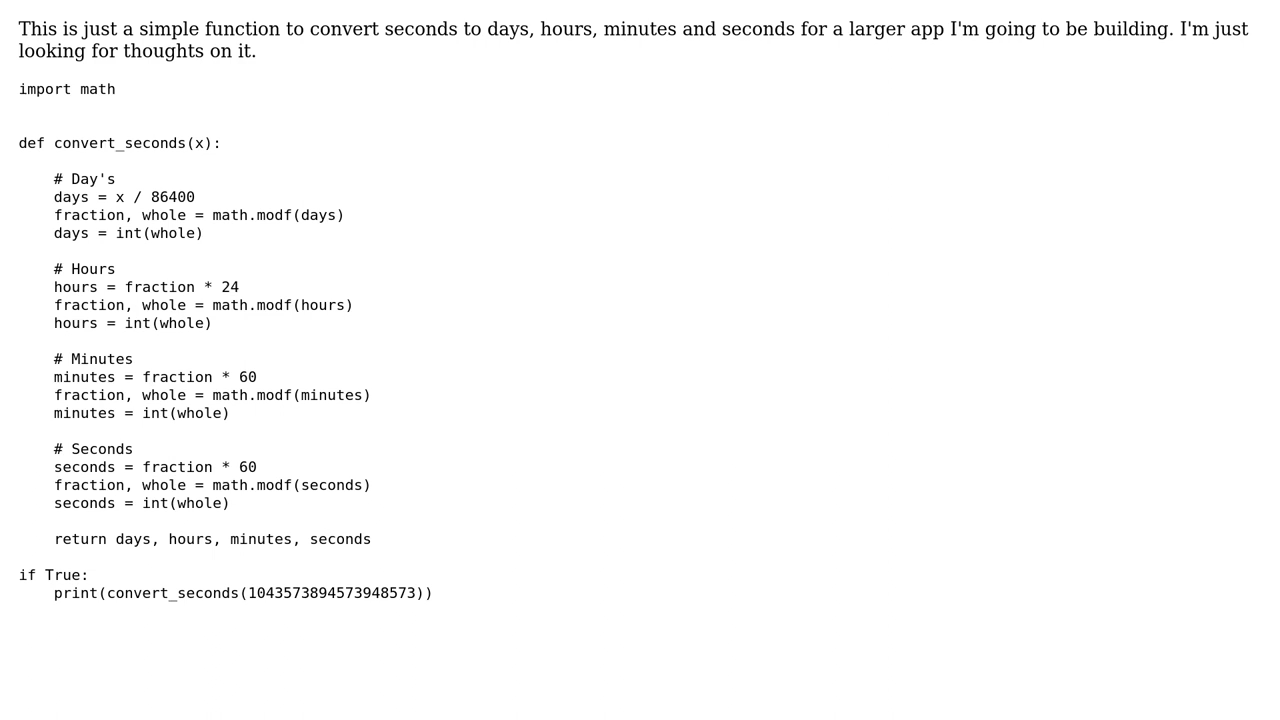 This is just a simple function to convert seconds to days, hours, minutes and seconds for a larger app I'm going to be building. I'm just
looking for thoughts on it.
import math
def convert_seconds(x):
    # Day's
    days = x / 86400
    fraction, whole = math.modf(days)
    days = int(whole)
    # Hours
    hours = fraction * 24
    fraction, whole = math.modf(hours)
    hours = int(whole)
    # Minutes
    minutes = fraction * 60
    fraction, whole = math.modf(minutes)
    minutes = int(whole)
    # Seconds
    seconds = fraction * 60
    fraction, whole = math.modf(seconds)
    seconds = int(whole)
    return days, hours, minutes, seconds
if True:
    print(convert_seconds(1043573894573948573))